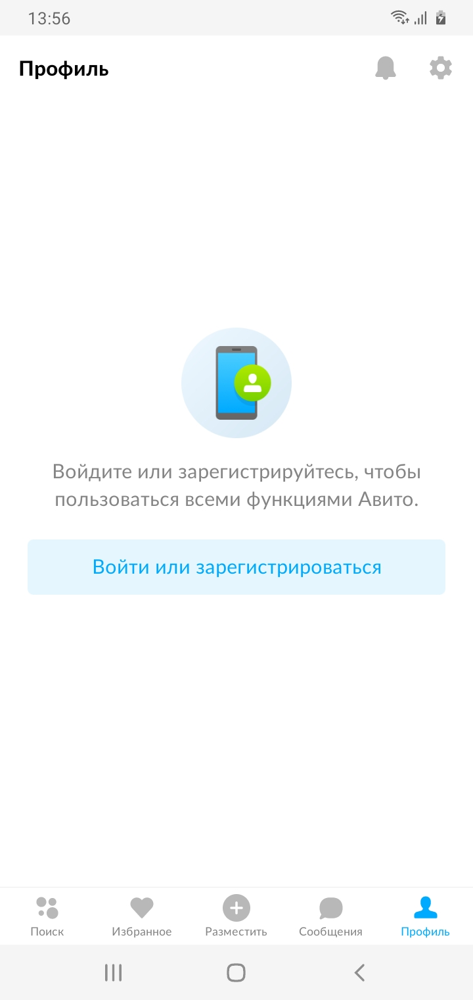 13:56
Профиль
Войдите или зарегистрируйтесь, чтобы
пользоваться всеми функциями Авито.
Войти или зарегистрироваться
Поиск
Избранное
Разместить
Сообщения
Профиль